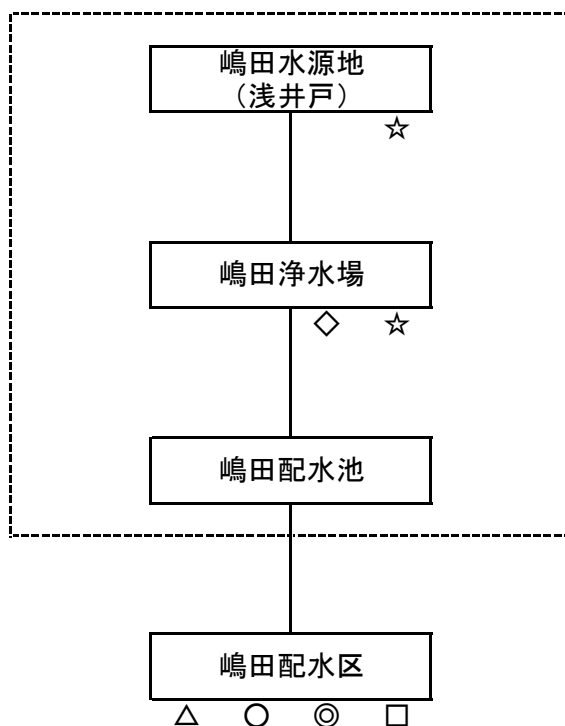 嶋田水源地
（浅井戸）
☆
嶋田浄水場
◇ ☆
嶋田配水池
嶋田配水区
△ ○ ◎ □